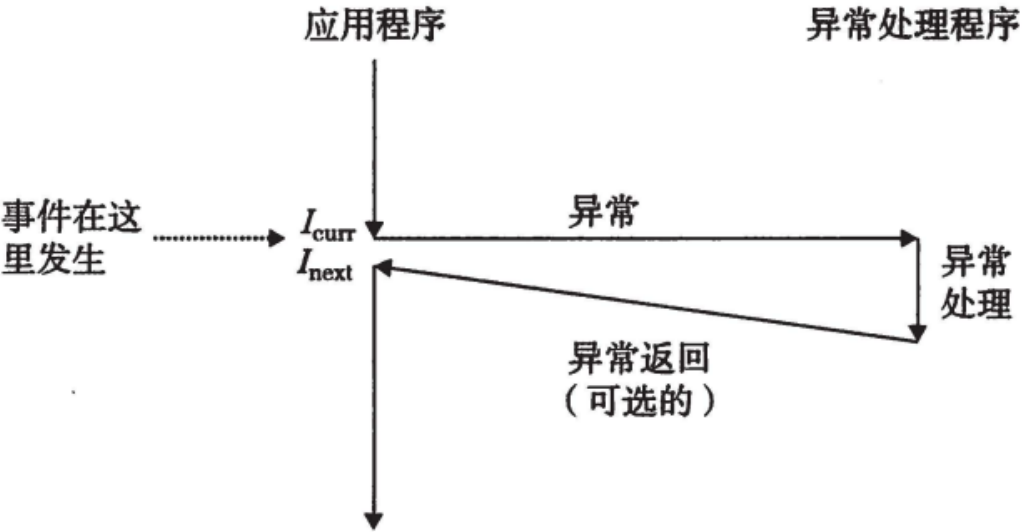 应用程序
异常处理程序
事件在这
里发生
I_curr
I_next
异常
异常
处理
异常返回
（可选的）